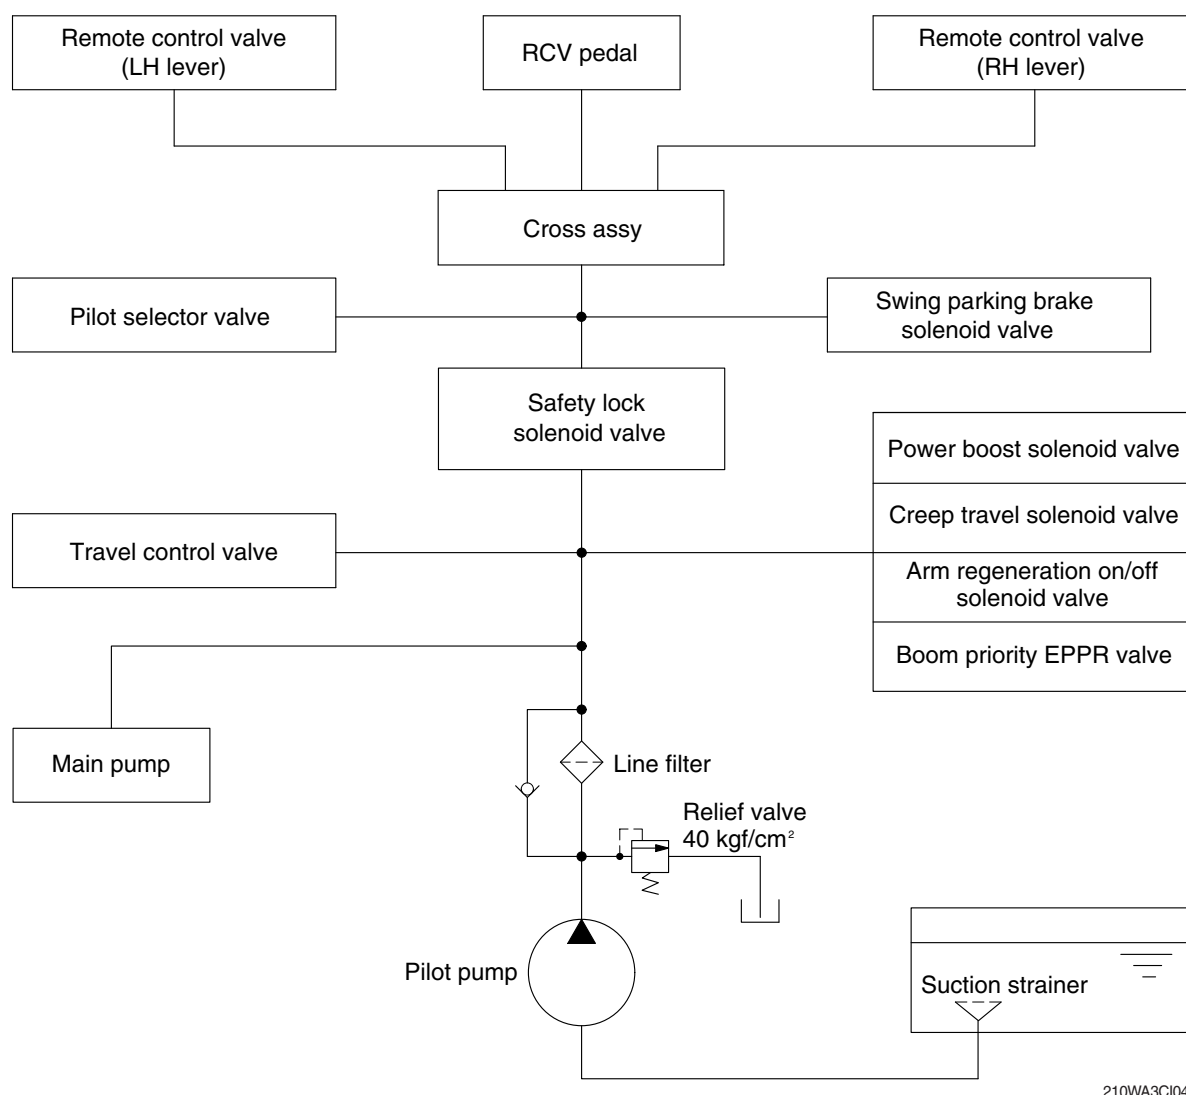 Remote control valve
(LH lever)
RCV pedal
Remote control valve
(RH lever)
Cross assy
Pilot selector valve
Swing parking brake
solenoid valve
Safety lock
solenoid valve
Power boost solenoid valve
Creep travel solenoid valve
Travel control valve
Arm regeneration on/off
solenoid valve
Boom priority EPPR valve
Main pump
Line filter
Relief valve
40 kgf/cm²
Pilot pump
Suction strainer
210WA3CI04